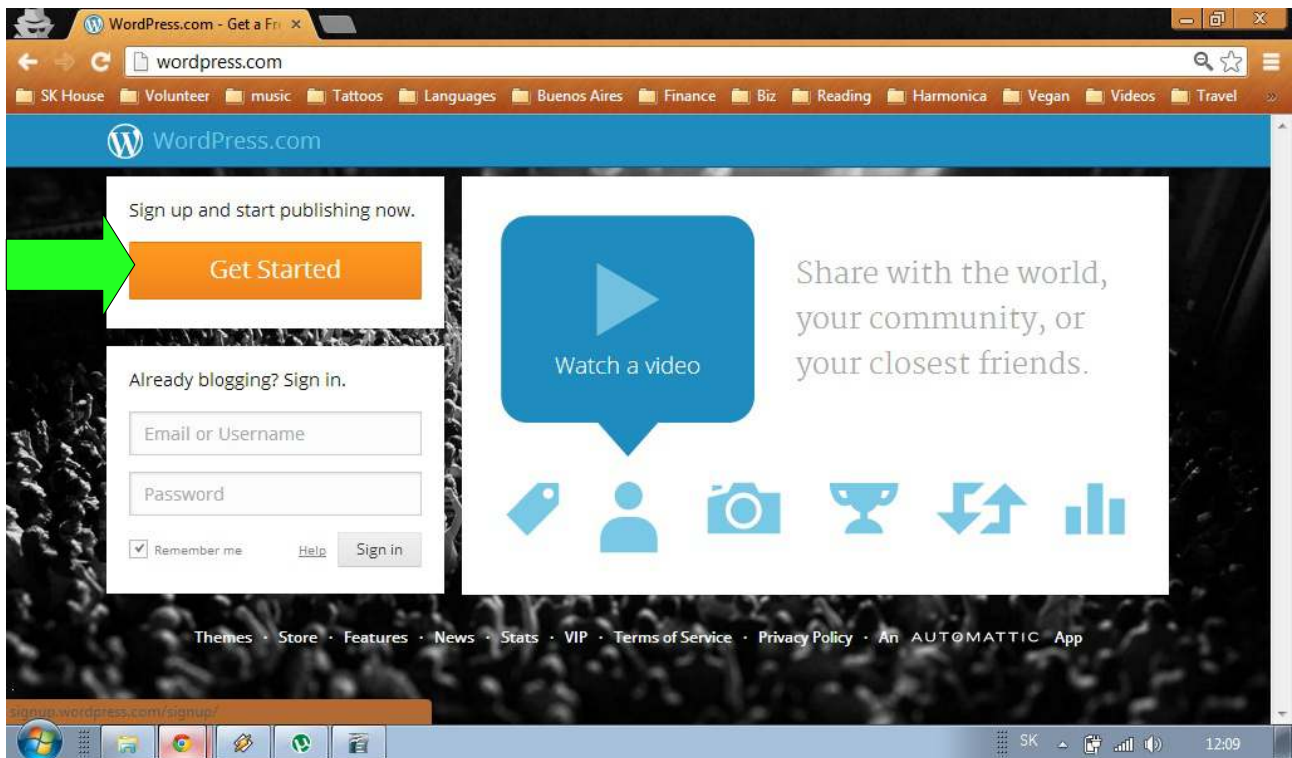 WordPress.com - Get a Fr
wordpress.com
SK House Volunteer music Tattoos Languages Buenos Aires Finance Biz Reading Harmonica Vegan Videos Travel »
WordPress.com
Sign up and start publishing now.
Get Started
Already blogging? Sign in.
Email or Username
Password
Remember me Help Sign in
Watch a video
Share with the world,
your community, or
your closest friends.
Themes · Store · Features · News · Stats · VIP · Terms of Service · Privacy Policy · An AUTOMATTIC App
signup.wordpress.com/signup/
SK 12:09